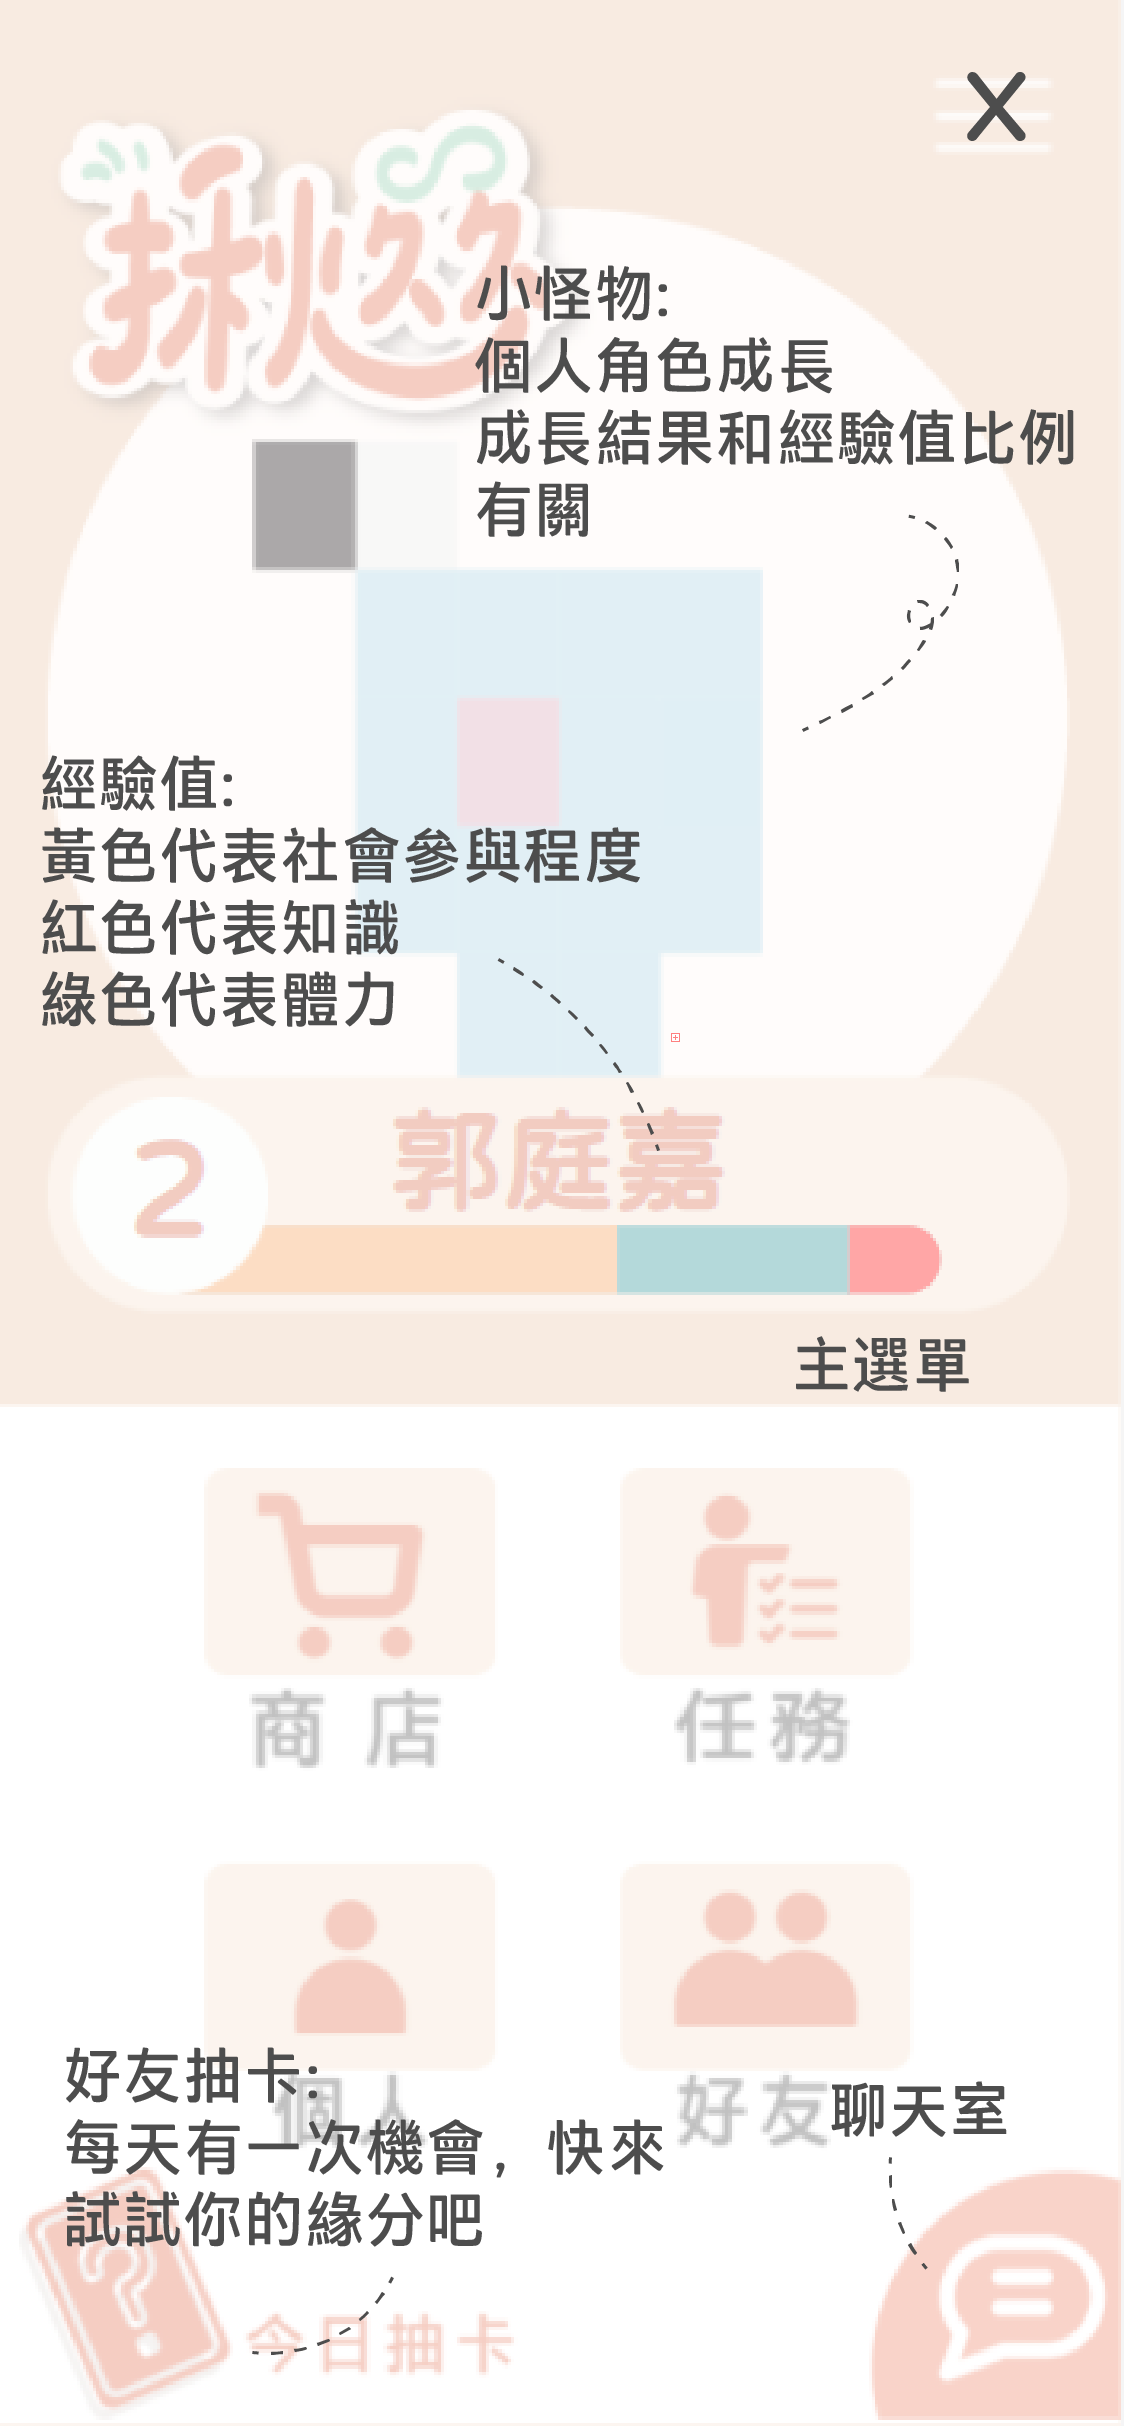 X
揪彡
小怪物:
個人角色成長
成長結果和經驗值比例
有關
經驗值:
黃色代表社會參與程度
紅色代表知識
綠色代表體力
2
郭庭嘉
主選單
商店
任務
個人
好友
聊天室
好友抽卡:
每天有一次機會，快來
試試你的緣分吧
?
今日抽卡